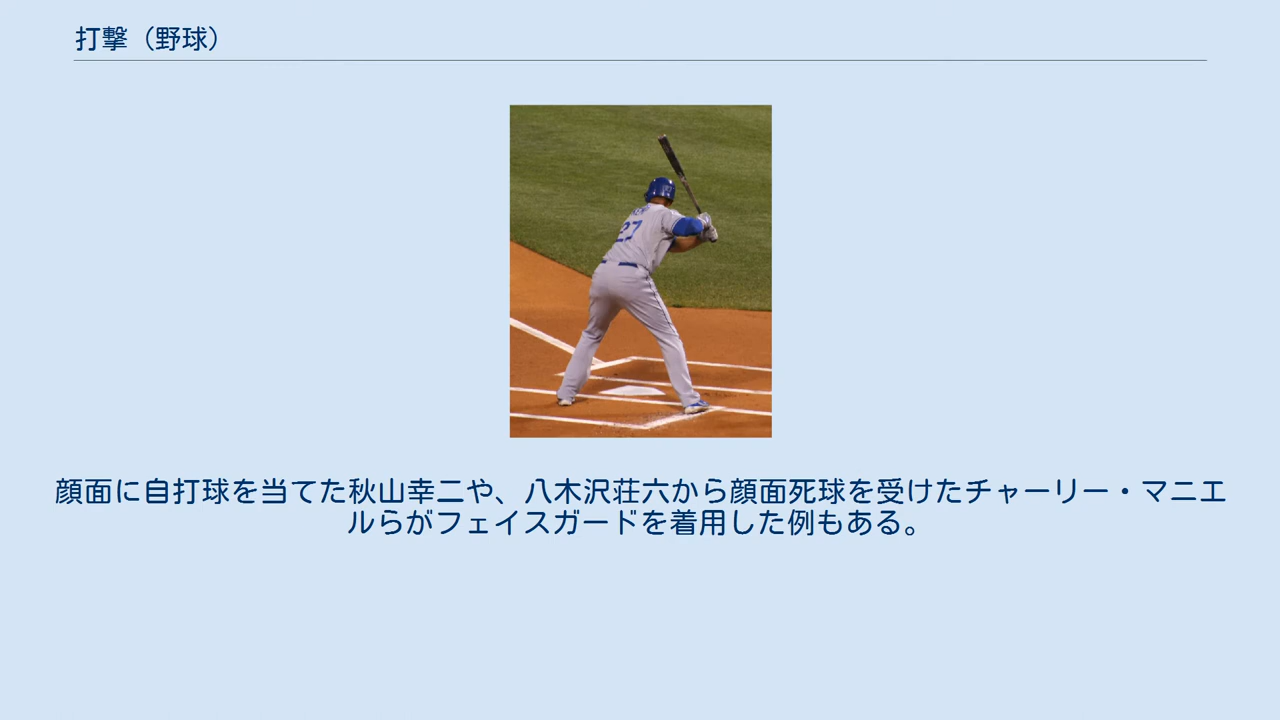 打撃（野球）
27
顔面に自打球を当てた秋山幸二や、八木沢荘六から顔面死球を受けたチャーリー・マニエ
ルらがフェイスガードを着用した例もある。